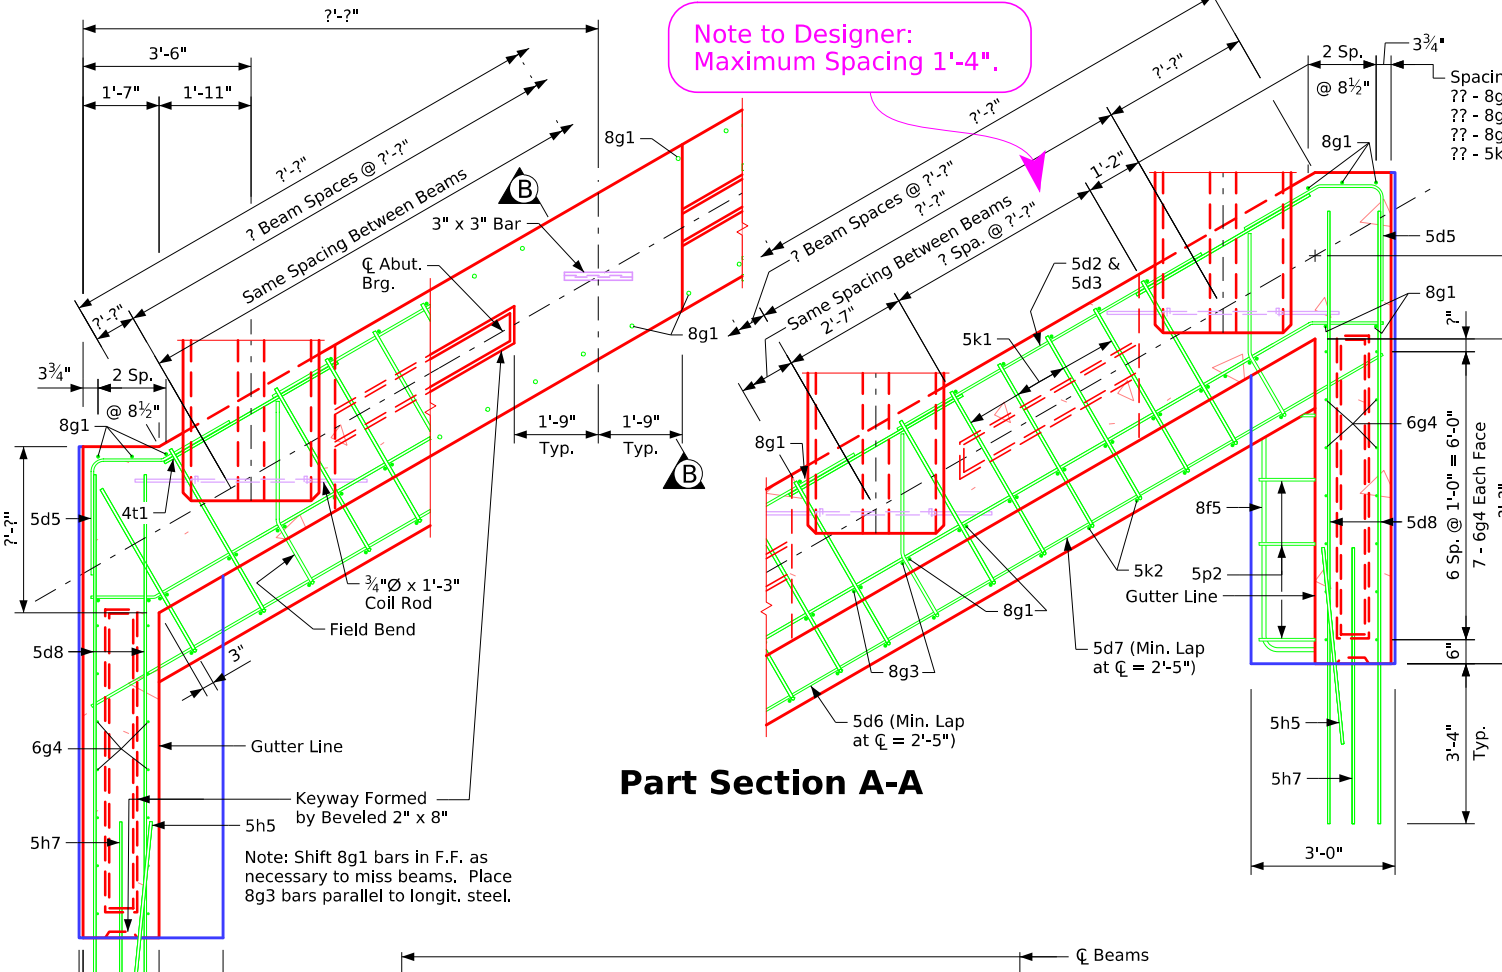 ?'-?"
3'-6"
1'-7"
1'-11"
?'-?"
? Beam Spaces @ ?'-?"
Same Spacing Between Beams
?'-?"
3¾"
2 Sp.
@ 8½"
8g1
5d5
4t1
?'-?"
℄ Abut.
Brg.
3" x 3" Bar
B
8g1
8g1
1'-9"
Typ.
1'-9"
Typ.
B
¾"Ø x 1'-3"
Coil Rod
Field Bend
3"
5d8
6g4
Gutter Line
Keyway Formed
by Beveled 2" x 8"
5h5
5h7
Note: Shift 8g1 bars in F.F. as
necessary to miss beams.  Place
8g3 bars parallel to longit. steel.
Note to Designer:
Maximum Spacing 1'-4".
?'-?"
?'-?"
? Beam Spaces @ ?'-?"
?'-?"
Same Spacing Between Beams
? Spa. @ ?'-?"
1'-2"
2'-7"
5d2 &
5d3
5k1
8g1
5k2
8g1
8g3
5d7 (Min. Lap
at ℄ = 2'-5")
5d6 (Min. Lap
at ℄ = 2'-5")
Part Section A-A
2 Sp.
@ 8½"
3¾"
Spacin
?? - 8g
?? - 8g
?? - 8g
?? - 5k
8g1
5d5
8g1
?"
6g4
8f5
5d8
5p2
Gutter Line
6 Sp. @ 1'-0" = 6'-0"
7 - 6g4 Each Face
6"
5h5
5h7
3'-4"
Typ.
3'-0"
℄ Beams